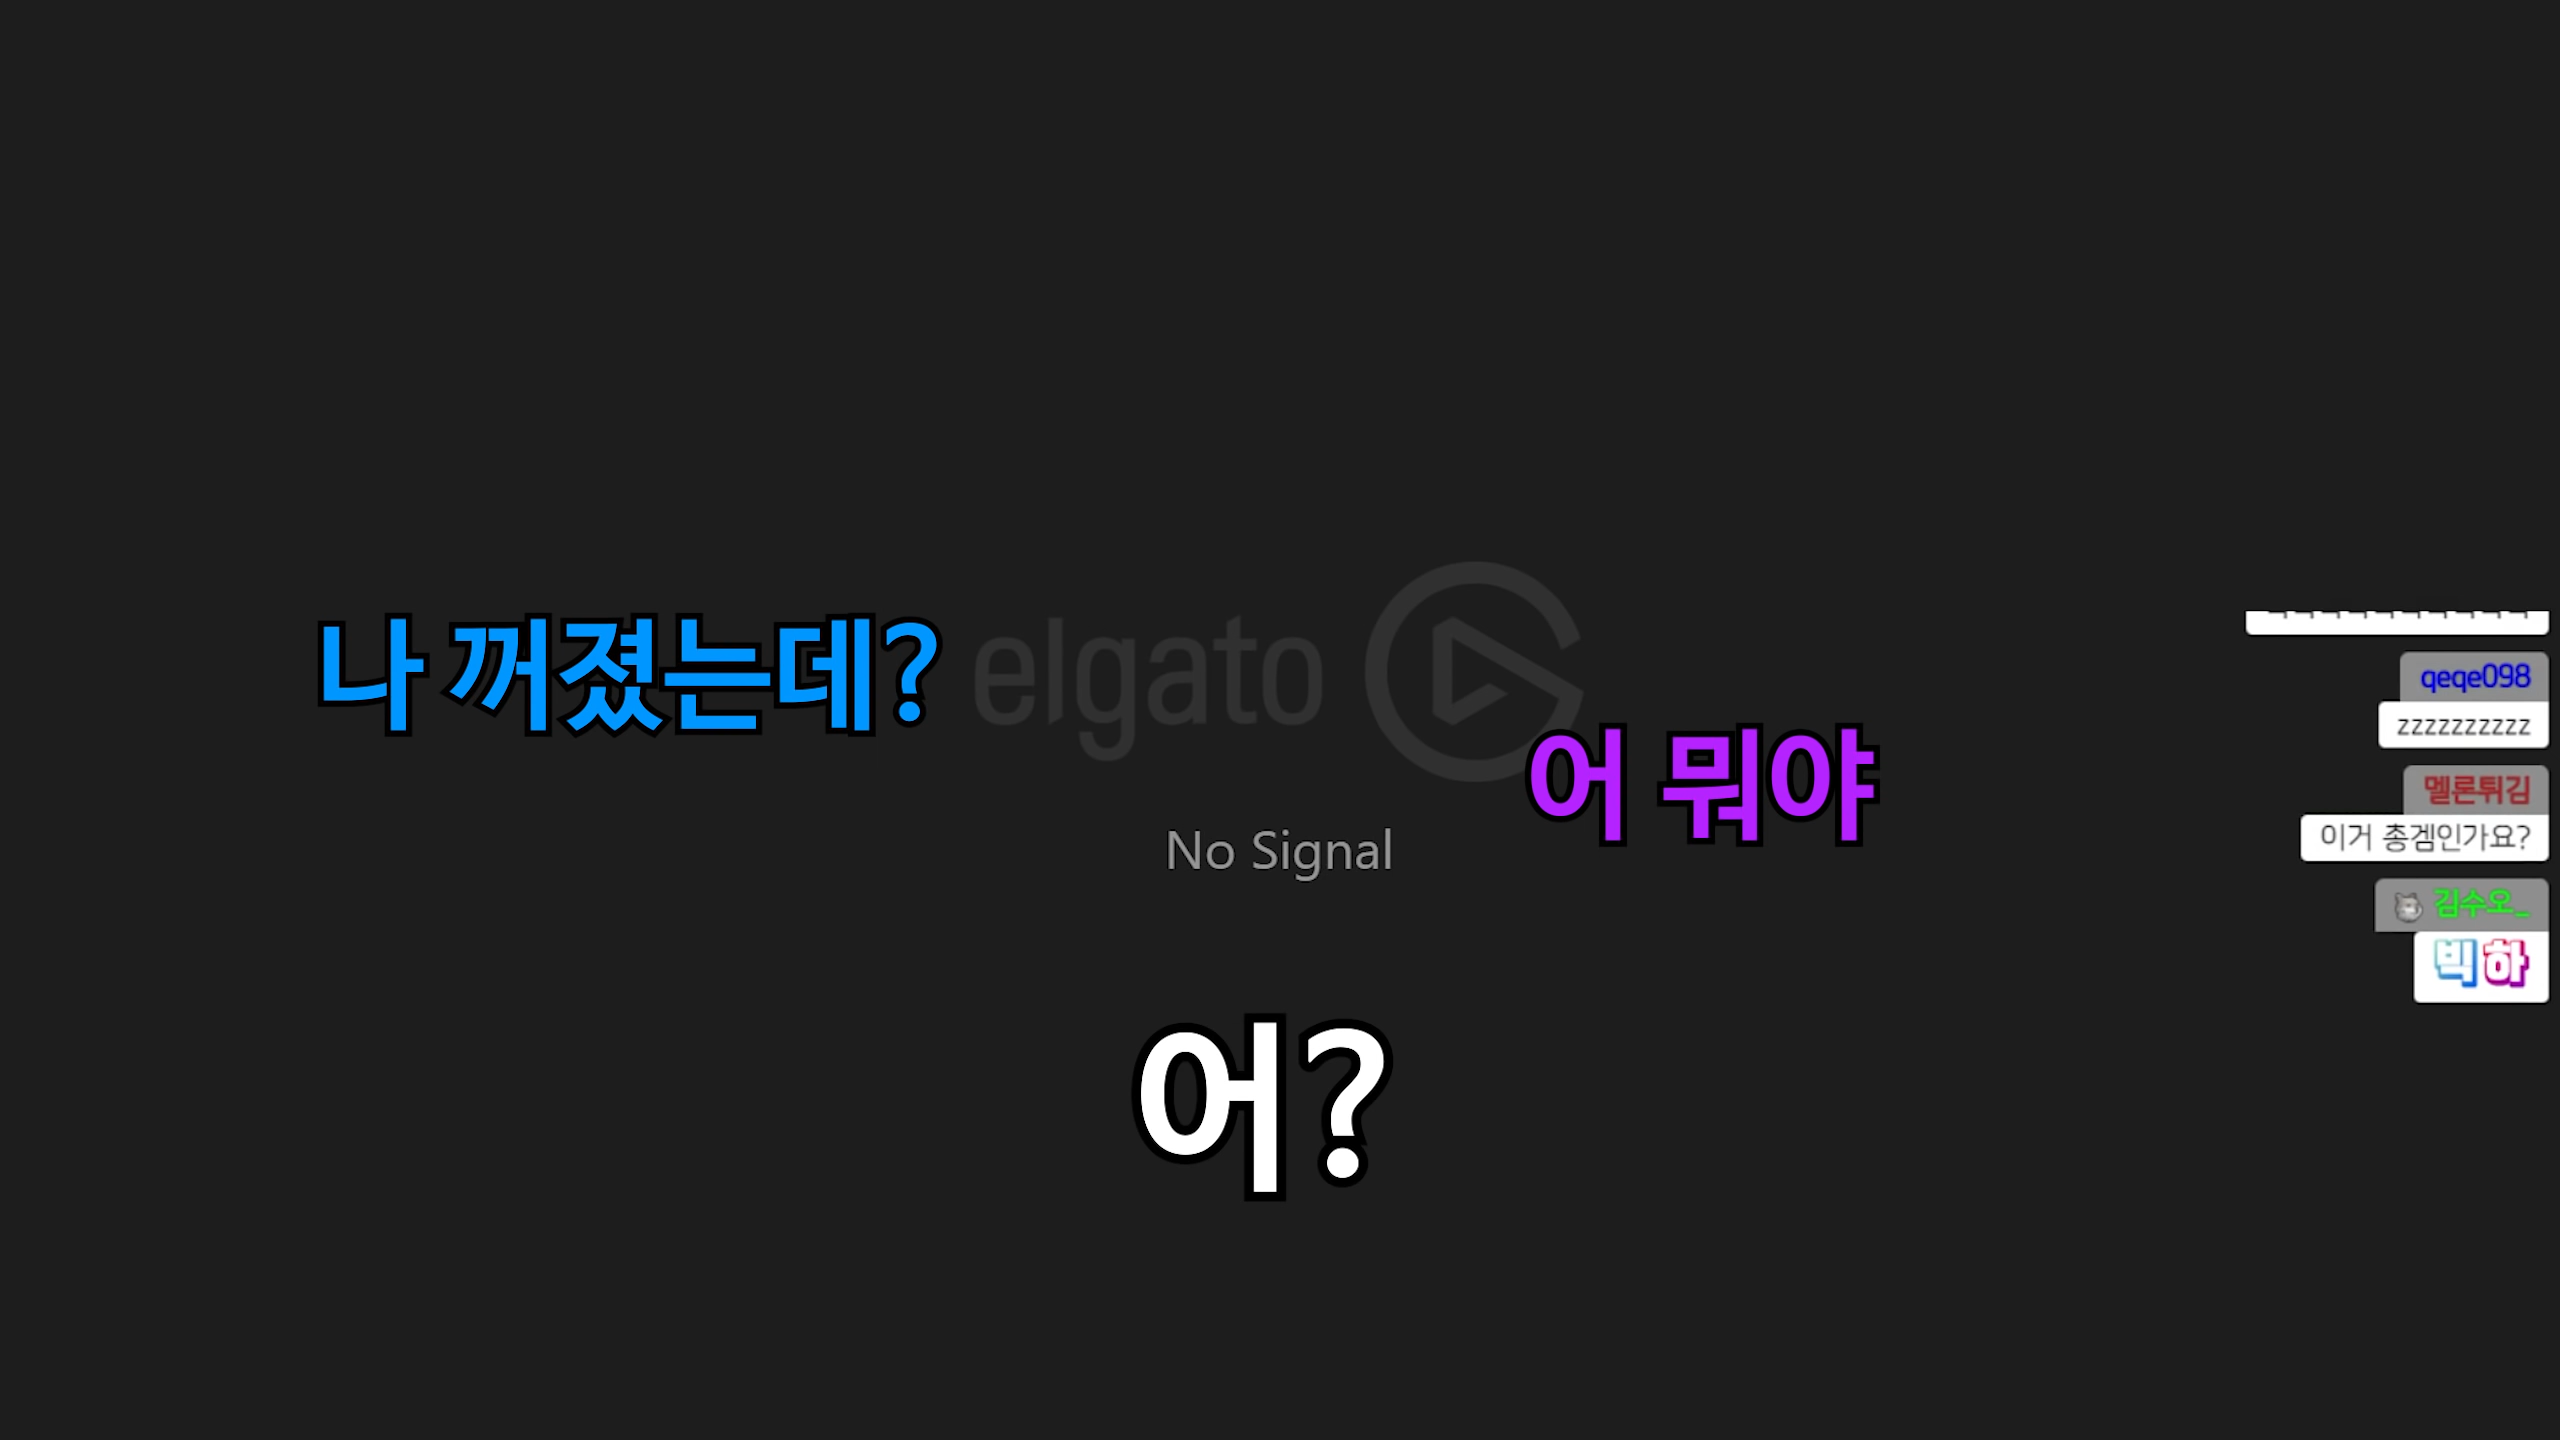 나 꺼졌는데?
elgato
어 뭐야
No Signal
어?
qeqe098
zzzzzzzzzz
멜론튀김
이거 총겜인가요?
김수오_
빅하